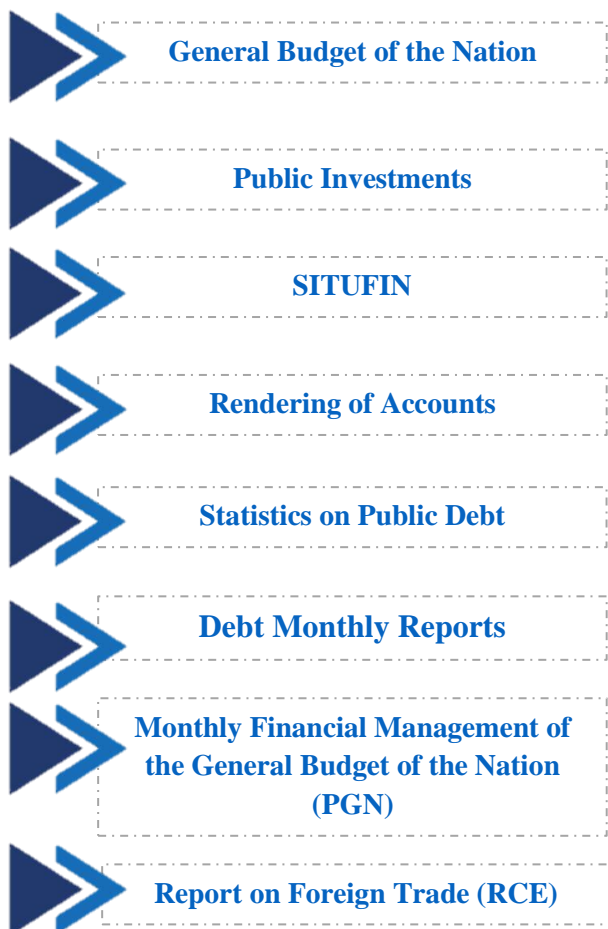 General Budget of the Nation
Public Investments
SITUFIN
Rendering of Accounts
Statistics on Public Debt
Debt Monthly Reports
Monthly Financial Management of
the General Budget of the Nation
(PGN)
Report on Foreign Trade (RCE)